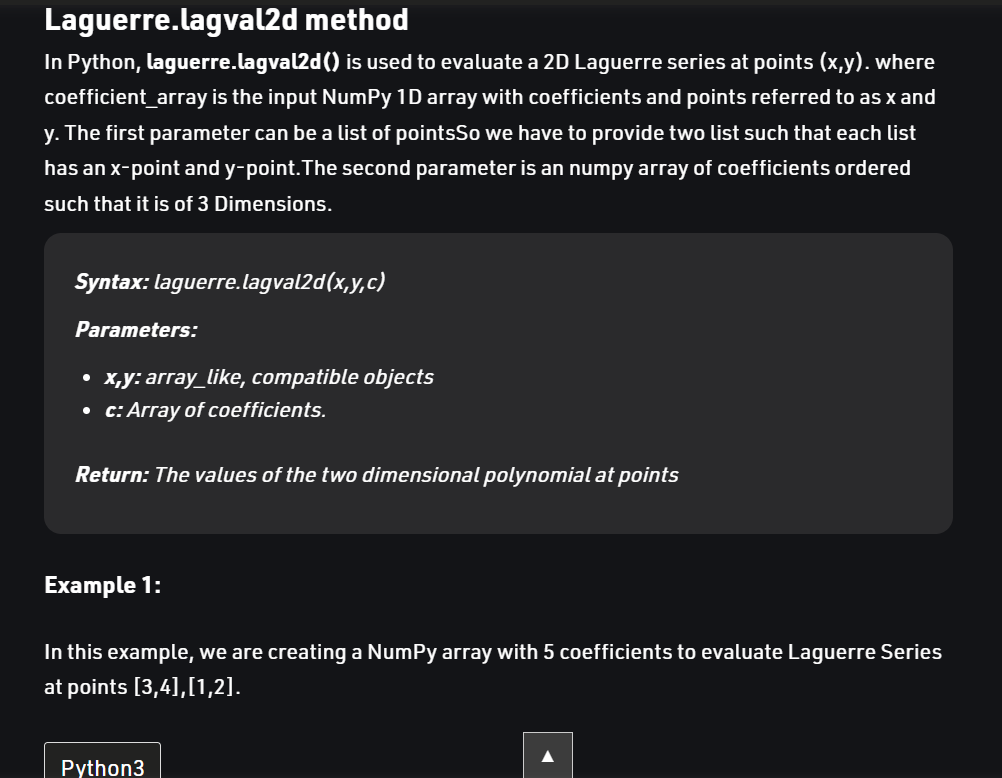 Laguerre.lagval2d method
In Python, laguerre.lagval2d() is used to evaluate a 2D Laguerre series at points (x,y). where
coefficient_array is the input NumPy 1D array with coefficients and points referred to as x and
y. The first parameter can be a list of pointsSo we have to provide two list such that each list
has an x-point and y-point.The second parameter is an numpy array of coefficients ordered
such that it is of 3 Dimensions.
Syntax: laguerre.lagval2d(x,y,c)
Parameters:
• x,y: array_like, compatible objects
• c: Array of coefficients.
Return: The values of the two dimensional polynomial at points
Example 1:
In this example, we are creating a NumPy array with 5 coefficients to evaluate Laguerre Series
at points [3,4],[1,2].
Python3